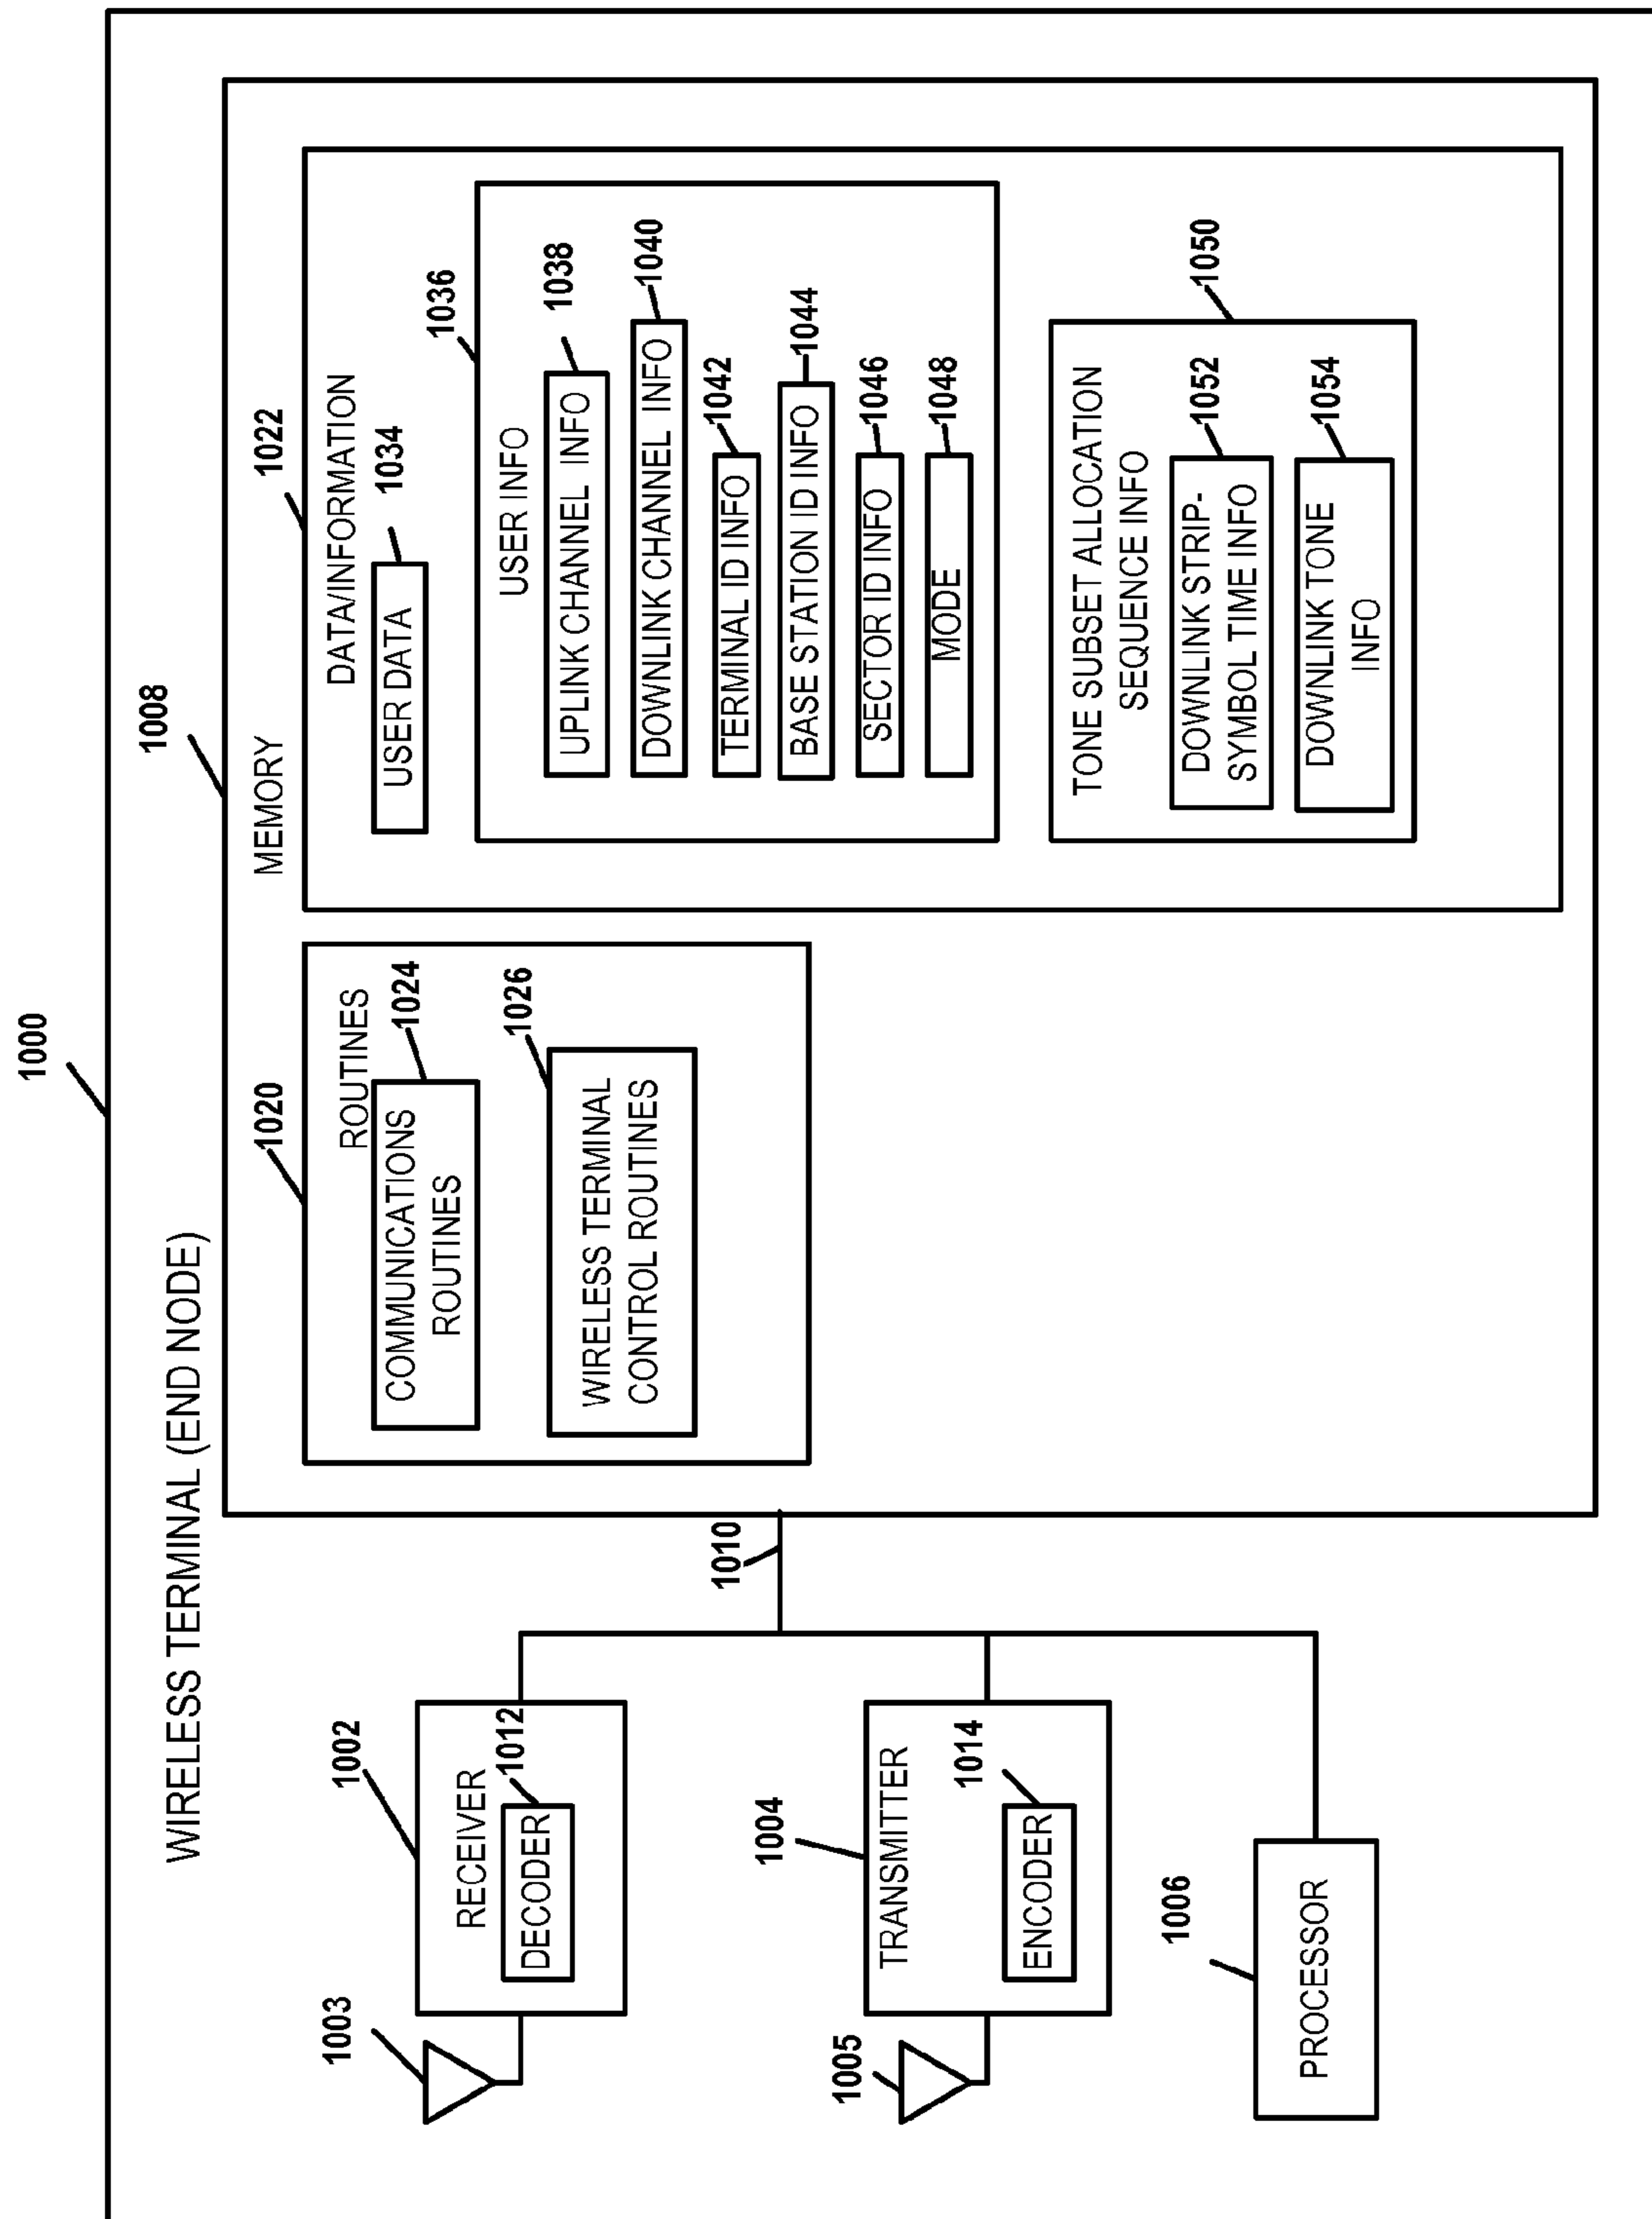 1000
WIRELESS TERMINAL (END NODE)
1003
1002
RECEIVER
1012
DECODER
1005
1004
TRANSMITTER
1014
ENCODER
1006
PROCESSOR
1010
1008
MEMORY
1020
ROUTINES
1024
COMMUNICATIONS
ROUTINES
1026
WIRELESS TERMINAL
CONTROL ROUTINES
1022
DATA/INFORMATION
1034
USER DATA
1036
USER INFO
1038
UPLINK CHANNEL INFO
1040
DOWNLINK CHANNEL INFO
1042
TERMINAL ID INFO
1044
BASE STATION ID INFO
1046
SECTOR ID INFO
1048
MODE
1050
TONE SUBSET ALLOCATION
SEQUENCE INFO
1052
DOWNLINK STRIP-
SYMBOL TIME INFO
1054
DOWNLINK TONE
INFO